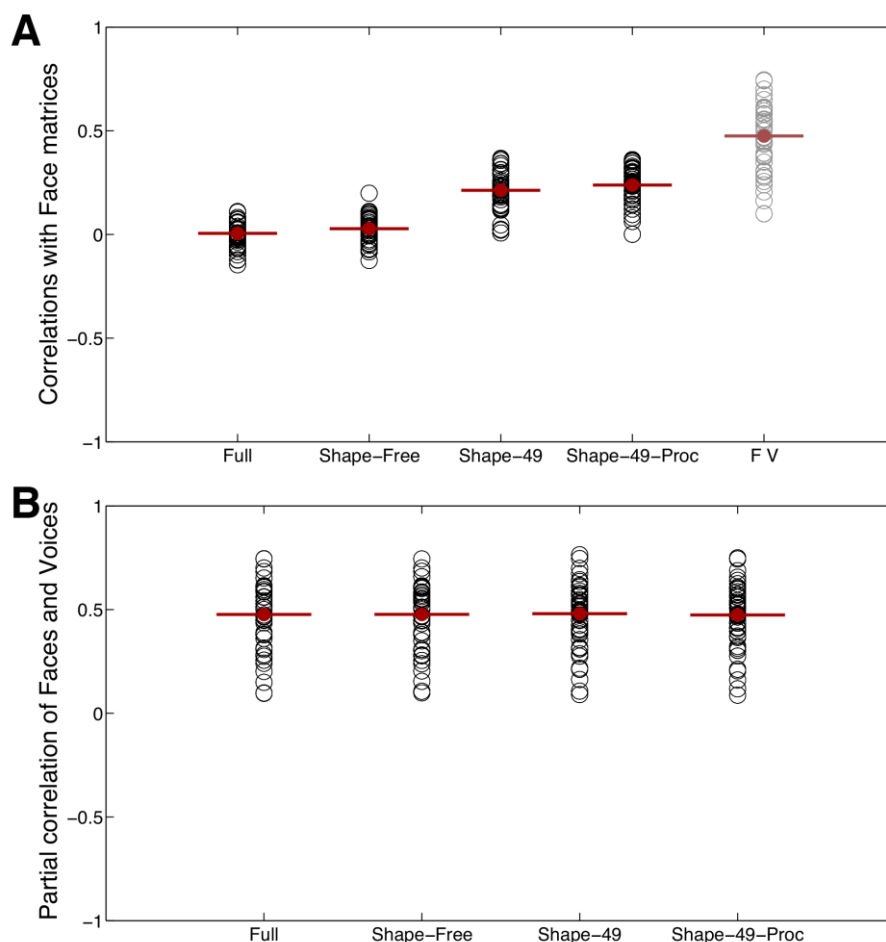 A
Correlations with Face matrices
1
0.5
0
−0.5
−1
Full Shape−Free Shape−49 Shape−49−Proc F V
B
Partial correlation of Faces and Voices
1
0.5
0
−0.5
−1
Full Shape−Free Shape−49 Shape−49−Proc